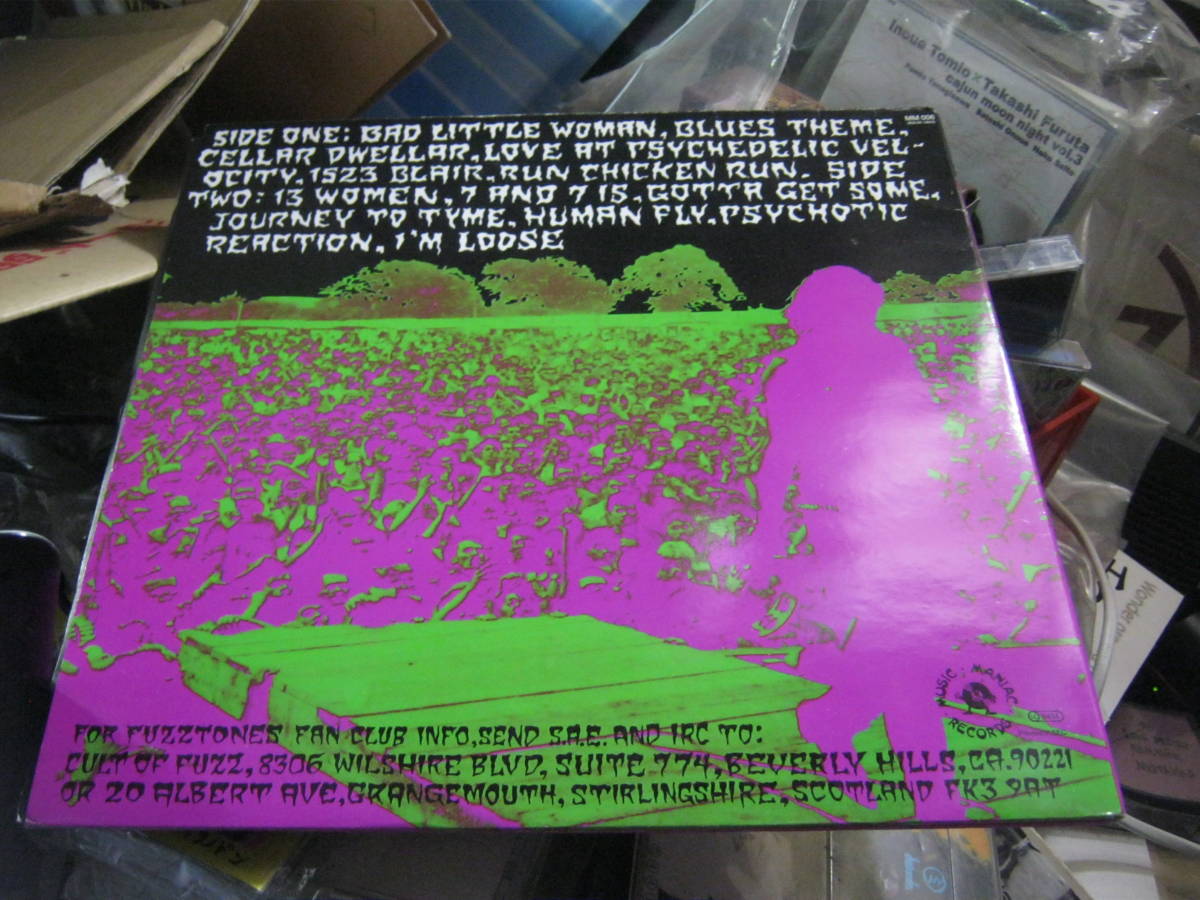 SIDE ONE: BAD LITTLE WOMAN, BLUES THEME,
CELLAR DWELLAR, LOVE AT PSYCHEDELIC VEL-
OCITY, 1523 BLAIR, RUN CHICKEN RUN. SIDE
TWO: 13 WOMEN, 7 AND 7 IS, GOTTA GET SOME,
JOURNEY TO TYME, HUMAN FLY, PSYCHOTIC
REACTION, I'M LOOSE
MM 006
Inoue Tomio x Takashi Furuta
cajun moon night vol.3
MUSIC : MANIAC
RECORDS
FOR FUZZTONES FAN CLUB INFO, SEND S.A.E. AND IRC TO:
CULT OF FUZZ, 8306 WILSHIRE BLVD, SUITE 774, BEVERLY HILLS, CA. 90221
OR 20 ALBERT AVE, GRANGEMOUTH, STIRLINGSHIRE, SCOTLAND FK3 9AT